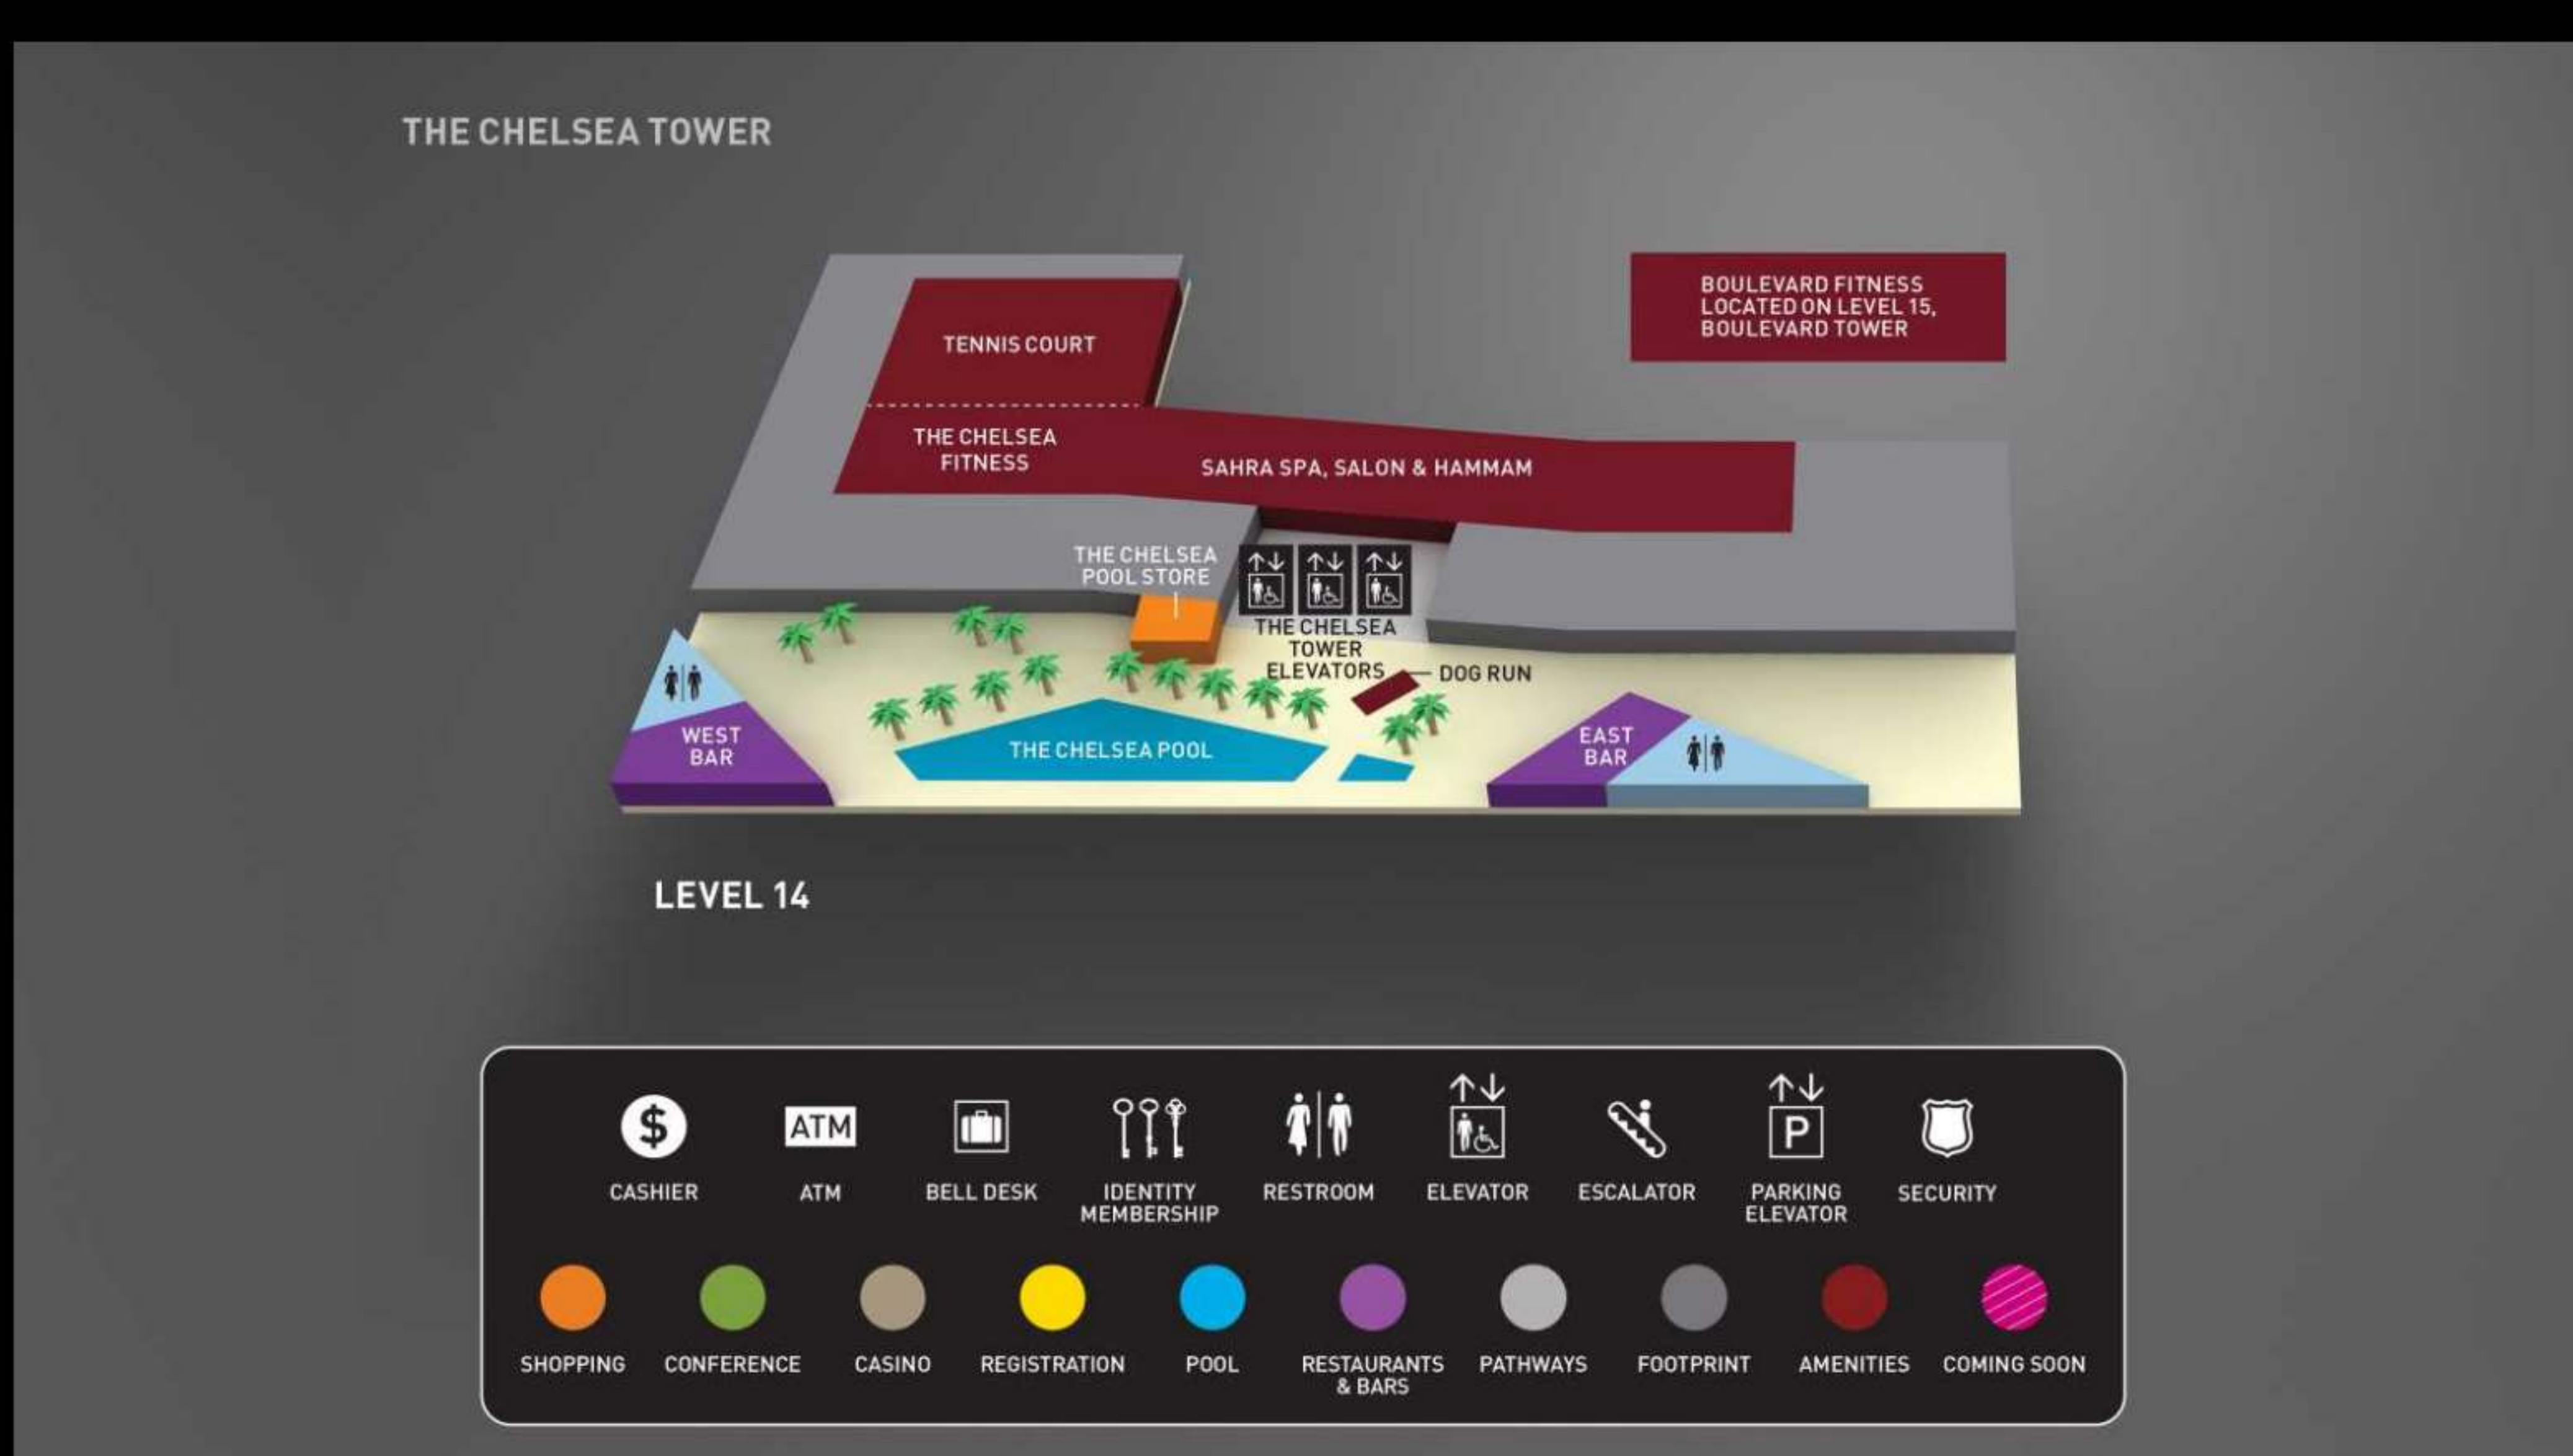 THE CHELSEA TOWER
BOULEVARD FITNESS
LOCATED ON LEVEL 15,
BOULEVARD TOWER
TENNIS COURT
THE CHELSEA
FITNESS
SAHRA SPA, SALON & HAMMAM
THE CHELSEA
POOL STORE
THE CHELSEA
TOWER
ELEVATORS
DOG RUN
WEST
BAR
THE CHELSEA POOL
EAST
BAR
LEVEL 14
$
ATM
P
CASHIER
ATM
BELL DESK
IDENTITY
MEMBERSHIP
RESTROOM
ELEVATOR
ESCALATOR
PARKING
ELEVATOR
SECURITY
SHOPPING
CONFERENCE
CASINO
REGISTRATION
POOL
RESTAURANTS
& BARS
PATHWAYS
FOOTPRINT
AMENITIES
COMING SOON